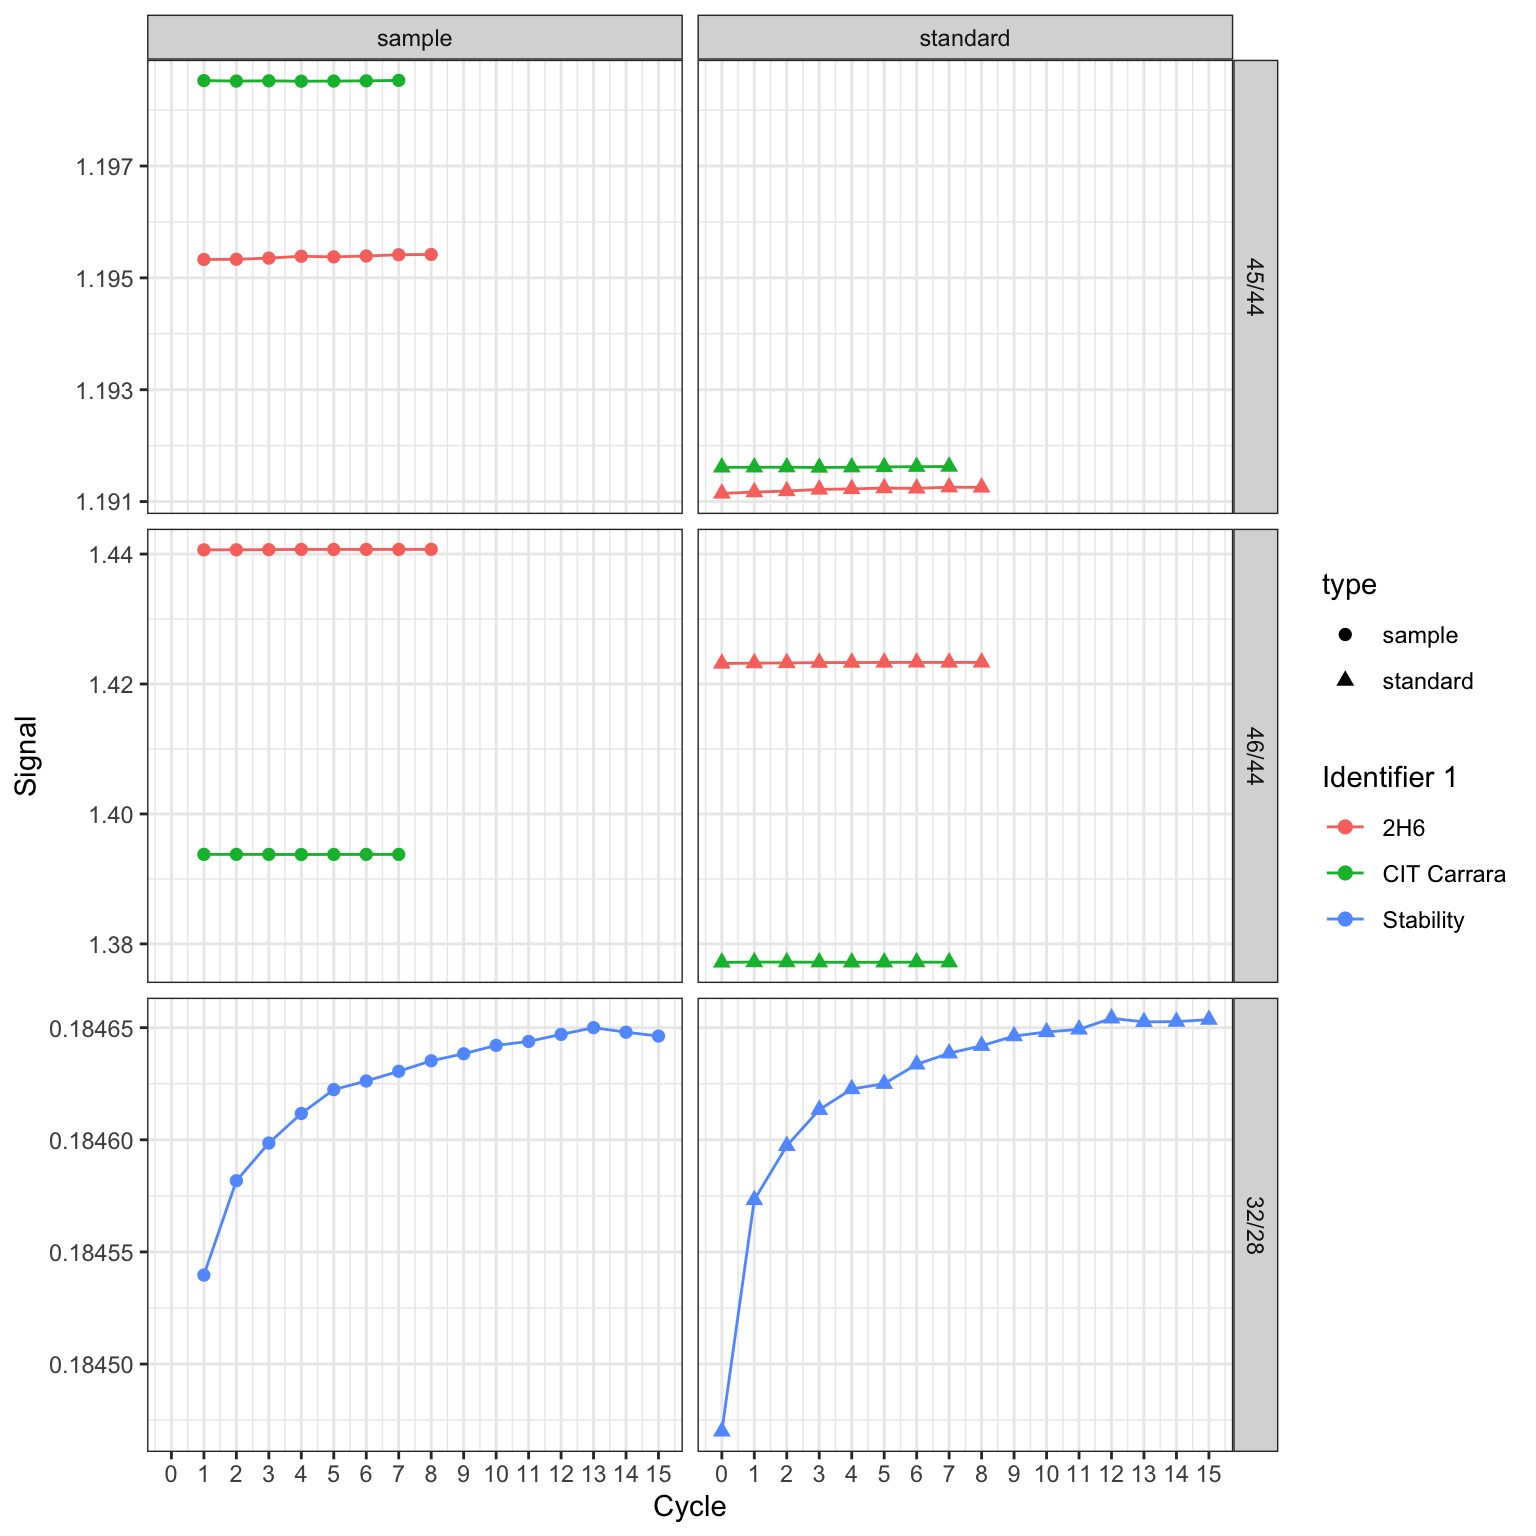 sample
standard
1.197
1.195
1.193
1.191
45/44
1.44
1.42
1.40
1.38
46/44
0.18465
0.18460
0.18455
0.18450
32/28
0 1 2 3 4 5 6 7 8 9 10 11 12 13 14 15
0 1 2 3 4 5 6 7 8 9 10 11 12 13 14 15
Cycle
Signal
type
sample
standard
Identifier 1
2H6
CIT Carrara
Stability